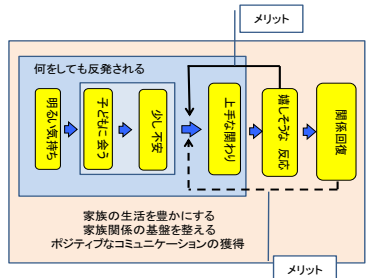 メリット
何をしても反発される
明るい気持ち
子どもに会う
少し不安
上手な関わり
嬉しそうな 反応
関係回復
家族の生活を豊かにする
家族関係の基盤を整える
ポジティブなコミュニケーションの獲得
メリット